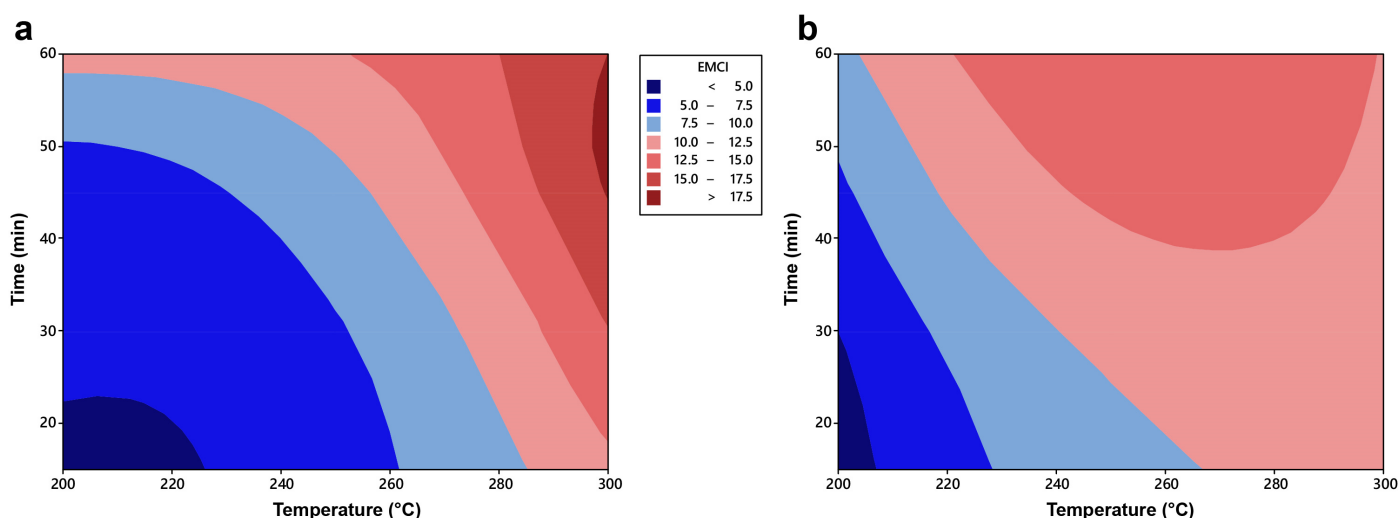 a
60
50
40
30
20
Time (min)
200 220 240 260 280 300
Temperature (°C)
EMCI
< 5.0
5.0 – 7.5
7.5 – 10.0
10.0 – 12.5
12.5 – 15.0
15.0 – 17.5
> 17.5
b
60
50
40
30
20
Time (min)
200 220 240 260 280 300
Temperature (°C)